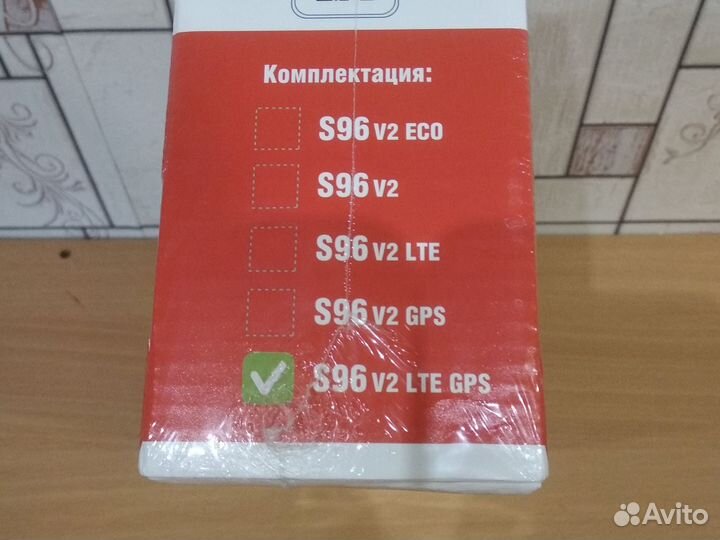 Комплектация:
S96 V2 ECO
S96 V2
S96 V2 LTE
S96 V2 GPS
S96 V2 LTE GPS
Avito